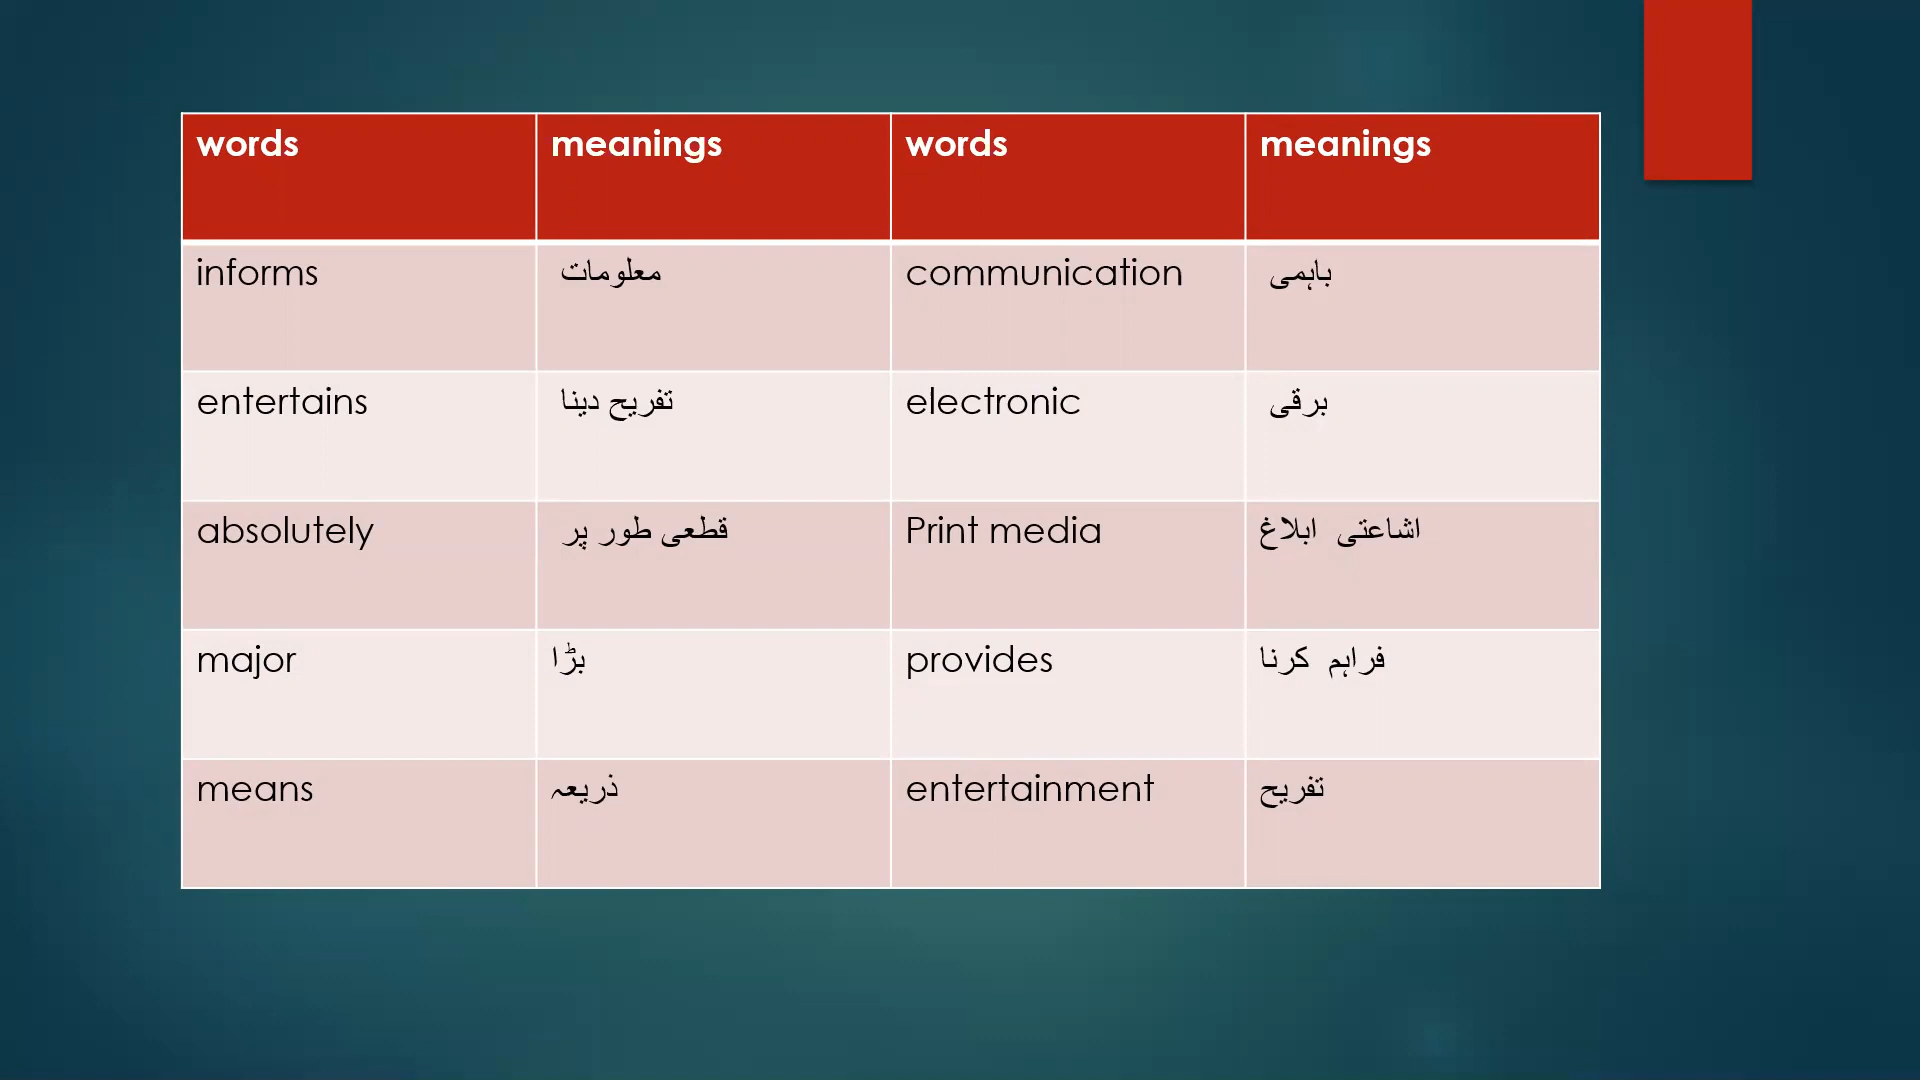 words meanings words meanings
informs معلومات communication باہمی
entertains تفریح دینا electronic برقی
absolutely قطعی طور پر Print media اشاعتی ابلاغ
major بڑا provides فراہم کرنا
means ذریعہ entertainment تفریح